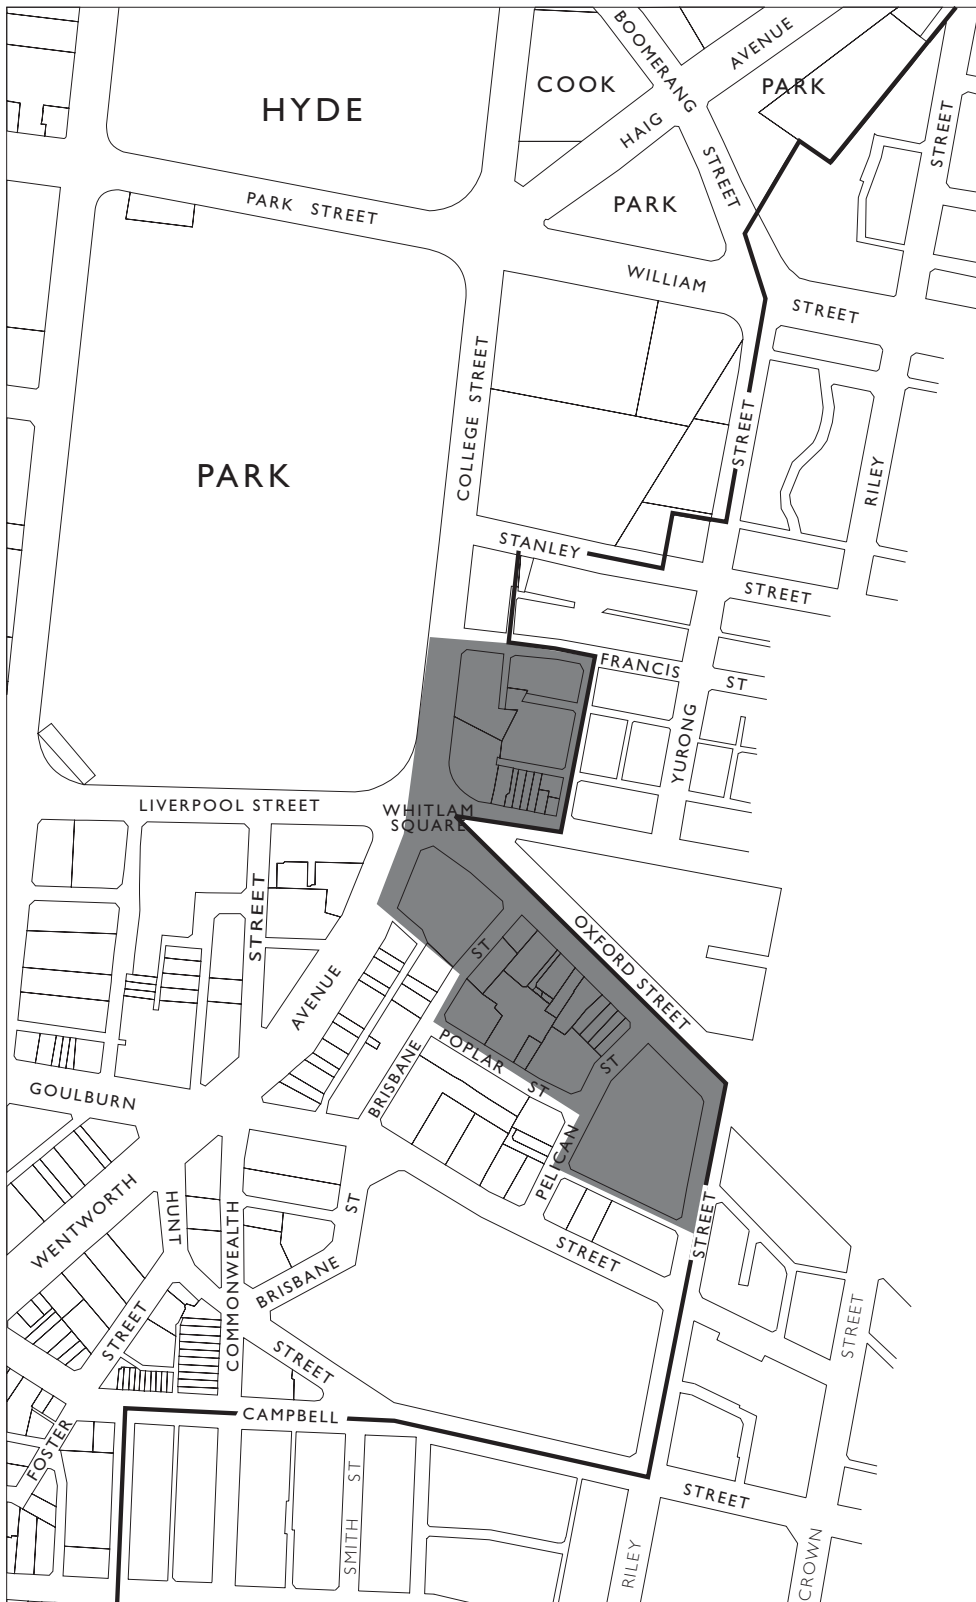 BOOMERANG
AVENUE
COOK
PARK
HYDE
HAIG
STREET
STREET
PARK STREET
PARK
WILLIAM
STREET
COLLEGE STREET
STREET
PARK
RILEY
STANLEY
STREET
FRANCIS
ST
YURONG
LIVERPOOL STREET
WHITLAM
SQUARE
STREET
OXFORD STREET
ST
AVENUE
POPLAR
ST
ST
BRISBANE
GOULBURN
PELICAN
WENTWORTH
HUNT
ST
STREET
STREET
COMMONWEALTH
BRISBANE
STREET
STREET
STREET
CAMPBELL
FOSTER
SMITH ST
STREET
RILEY
CROWN